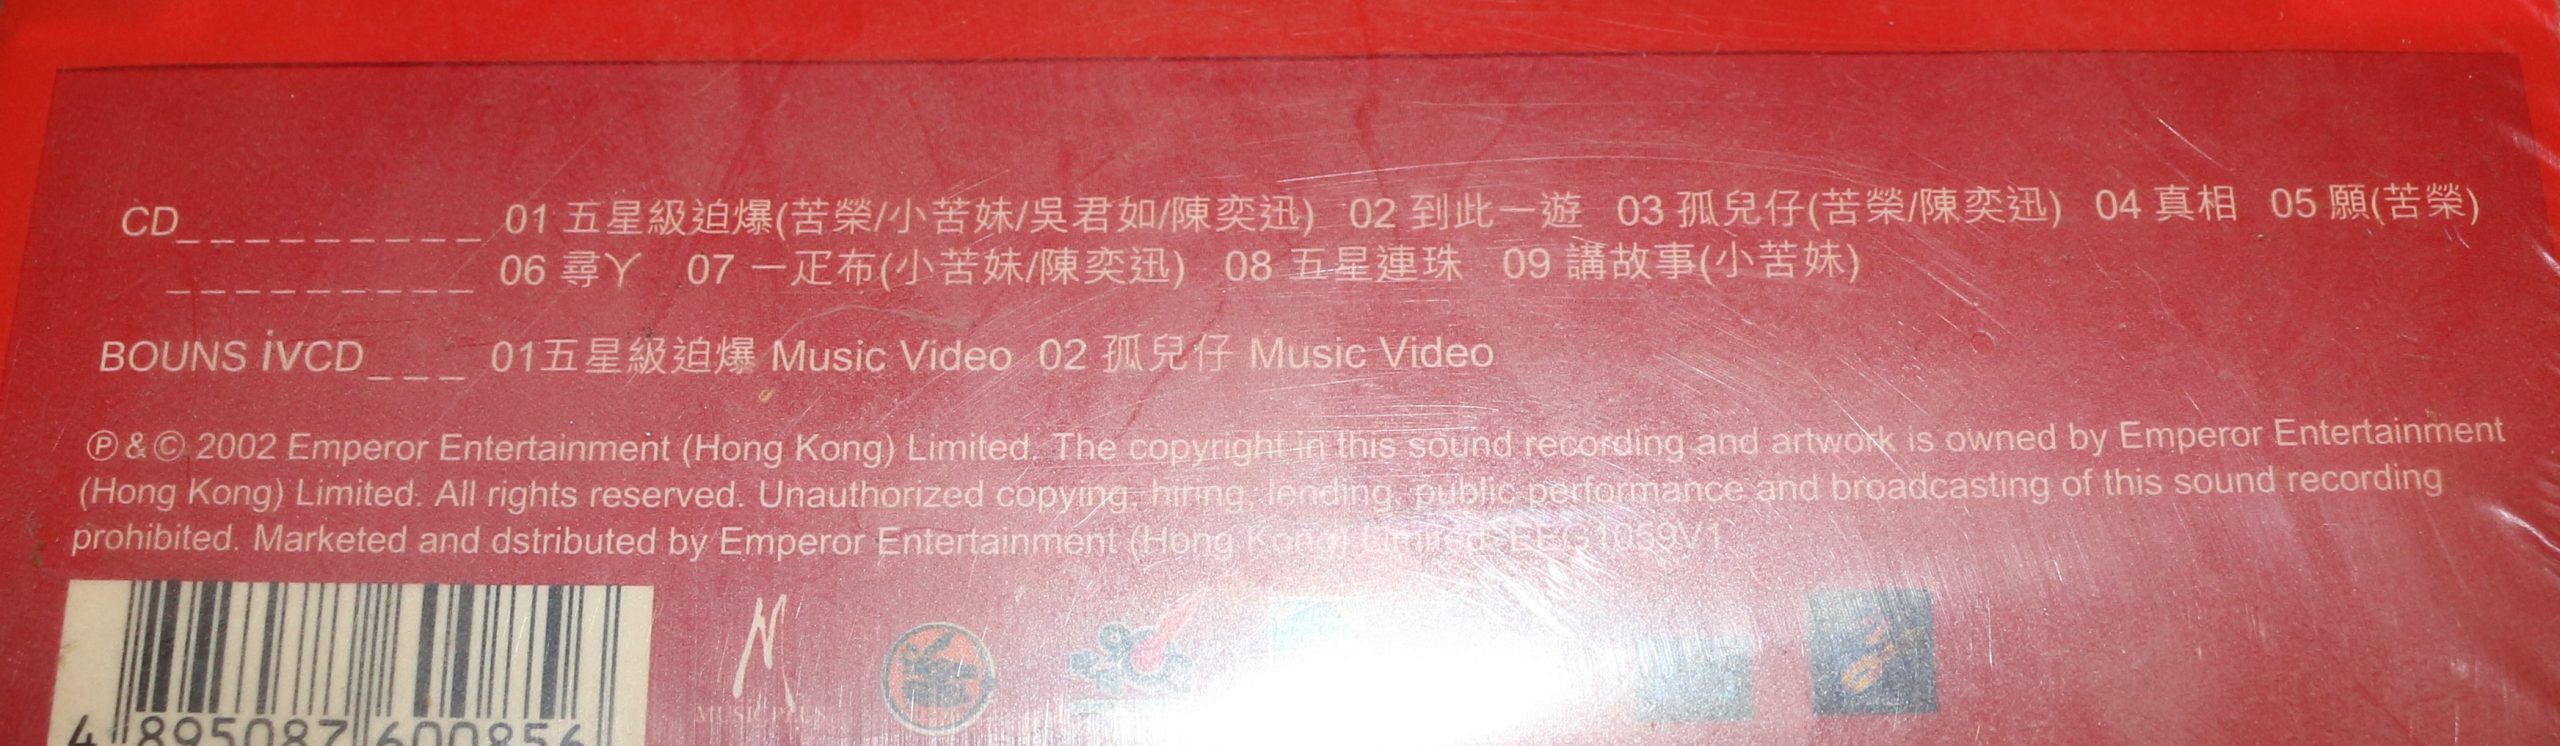 CD_ _ _ _ _ _ _ _ _ 01 五星級迫爆(苦榮/小苦妹/吳君如/陳奕迅) 02 到此一遊 03 孤兒仔(苦榮/陳奕迅) 04 真相 05 願(苦榮)
_ _ _ _ _ _ _ _ _ 06 尋丫 07 一疋布(小苦妹/陳奕迅) 08 五星連珠 09 講故事(小苦妹)
BOUNS iVCD_ _ _ 01五星級迫爆 Music Video 02 孤兒仔 Music Video
Ⓟ&© 2002 Emperor Entertainment (Hong Kong) Limited. The copyright in this sound recording and artwork is owned by Emperor Entertainment
(Hong Kong) Limited. All rights reserved. Unauthorized copying, hiring, lending, public performance and broadcasting of this sound recording
prohibited. Marketed and dstributed by Emperor Entertainment (Hong Kong) Limited. EEG1059V1
MUSIC PLUS
4 895087 600856